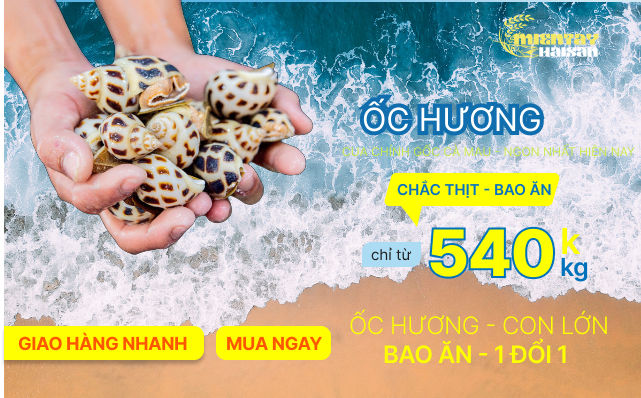 MIENTAY
HAISAN
ỐC HƯƠNG
CHẮC THỊT - BAO ĂN
chỉ từ
540k
kg
GIAO HÀNG NHANH
MUA NGAY
ỐC HƯƠNG - CON LỚN
BAO ĂN - 1 ĐỔI 1